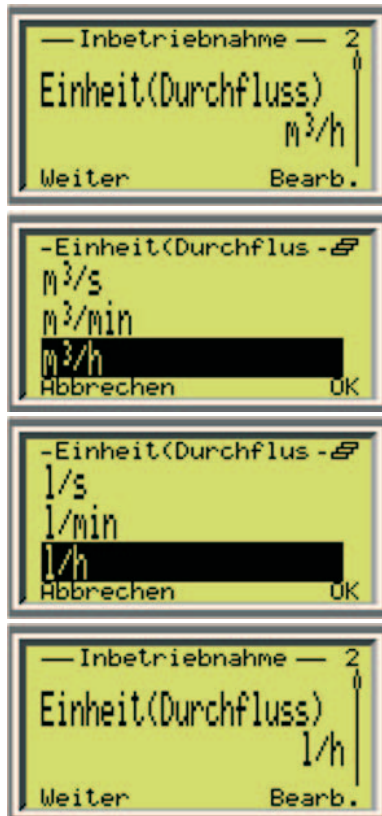 Inbetriebnahme 2
Einheit(Durchfluss)
m³/h
Weiter Bearb.
-Einheit(Durchflus -
m³/s
m³/min
m³/h
Abbrechen OK
-Einheit(Durchflus -
l/s
l/min
l/h
Abbrechen OK
Inbetriebnahme 2
Einheit(Durchfluss)
l/h
Weiter Bearb.